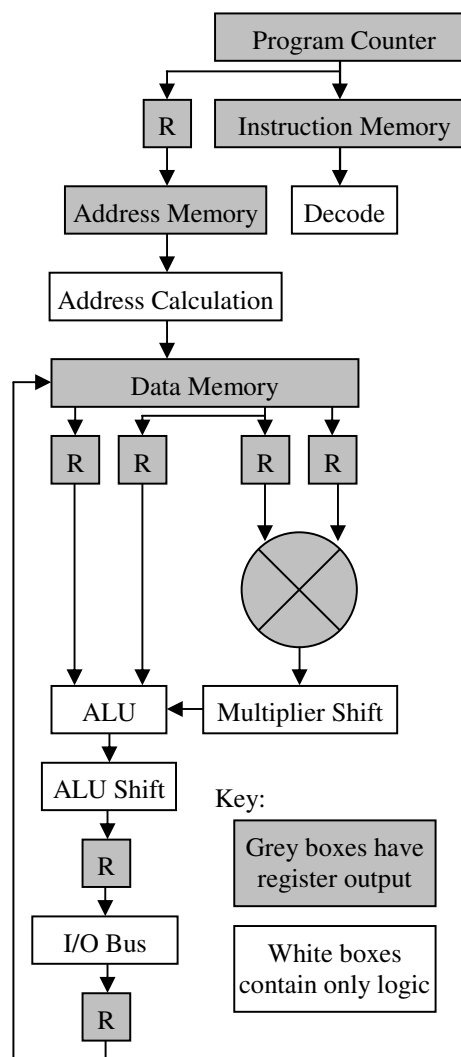 Program Counter
R
Instruction Memory
Address Memory
Decode
Address Calculation
Data Memory
R R R R
ALU
Multiplier Shift
ALU Shift
Key:
R
Grey boxes have
register output
I/O Bus
White boxes
contain only logic
R